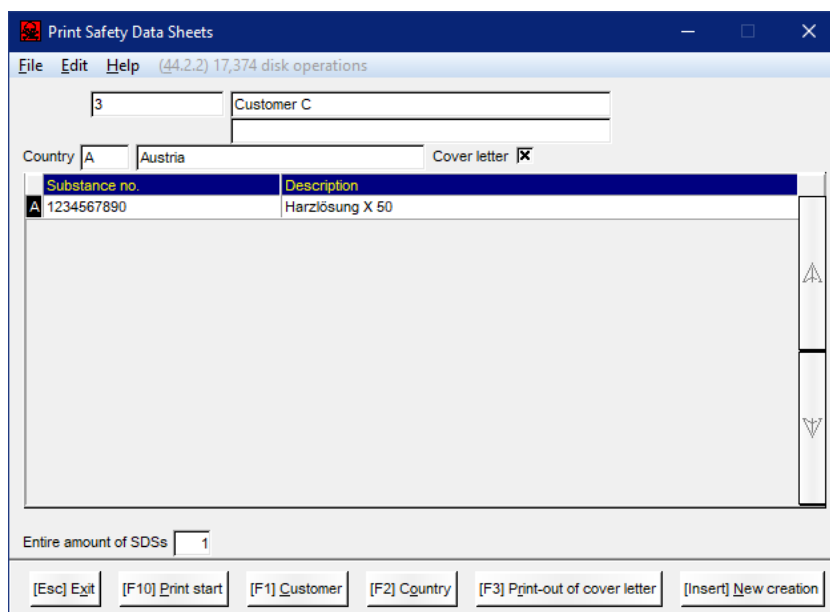 Print Safety Data Sheets
File Edit Help (44.2.2) 17,374 disk operations
3 Customer C
Country A Austria Cover letter
Substance no. Description
A 1234567890 Harzlösung X 50
Entire amount of SDSs 1
[Esc] Exit [F10] Print start [F1] Customer [F2] Country [F3] Print-out of cover letter [Insert] New creation